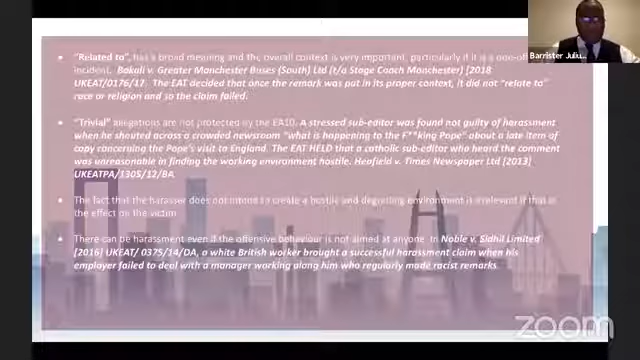 Barrister Juliu...
• "Related to", has a broad meaning and the overall context is very important, particularly if it is a one-off
incident. Bakali v. Greater Manchester Buses (South) Ltd (t/a Stage Coach Manchester) [2018
UKEAT/0176/17. The EAT decided that once the remark was put in its proper context, it did not "relate to"
race or religion and so the claim failed.
• "Trivial" allegations are not protected by the EA10. A stressed sub-editor was found not guilty of harassment
when he shouted across a crowded newsroom "what is happening to the F**king Pope" about a late item of
copy concerning the Pope's visit to England. The EAT HELD that a catholic sub-editor who heard the comment
was unreasonable in finding the working environment hostile. Heafield v. Times Newspaper Ltd [2013]
UKEATPA/1305/12/BA.
• The fact that the harasser does not intend to create a hostile and degrading environment is irrelevant if that is
the effect on the victim
• There can be harassment even if the offensive behaviour is not aimed at anyone. In Noble v. Sidhil Limited
[2016] UKEAT/ 0375/14/DA, a white British worker brought a successful harassment claim when his
employer failed to deal with a manager working along him who regularly made racist remarks
zoom